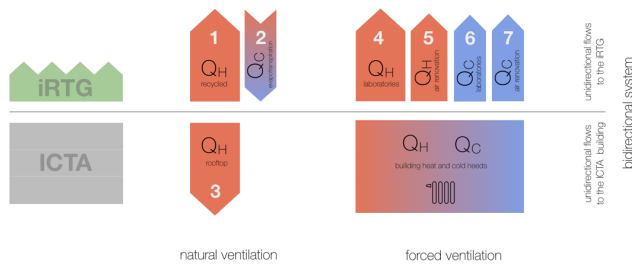 1
2
4
5
6
7
QH
recycled
QC
evapotranspiration
QH
laboratories
QH
air renovation
QC
laboratories
QC
air renovation
iRTG
unidirectional flows
to the iRTG
ICTA
QH
rooftop
3
QH QC
builiding heat and cold needs
unidirectional flows
to the ICTA building
bidirectional system
natural ventilation
forced ventilation